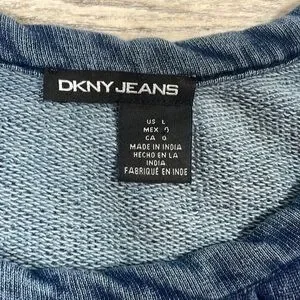 DKNY JEANS
US L
MEX G
CA G
MADE IN INDIA
HECHO EN LA
INDIA
FABRIQUÉ EN INDE